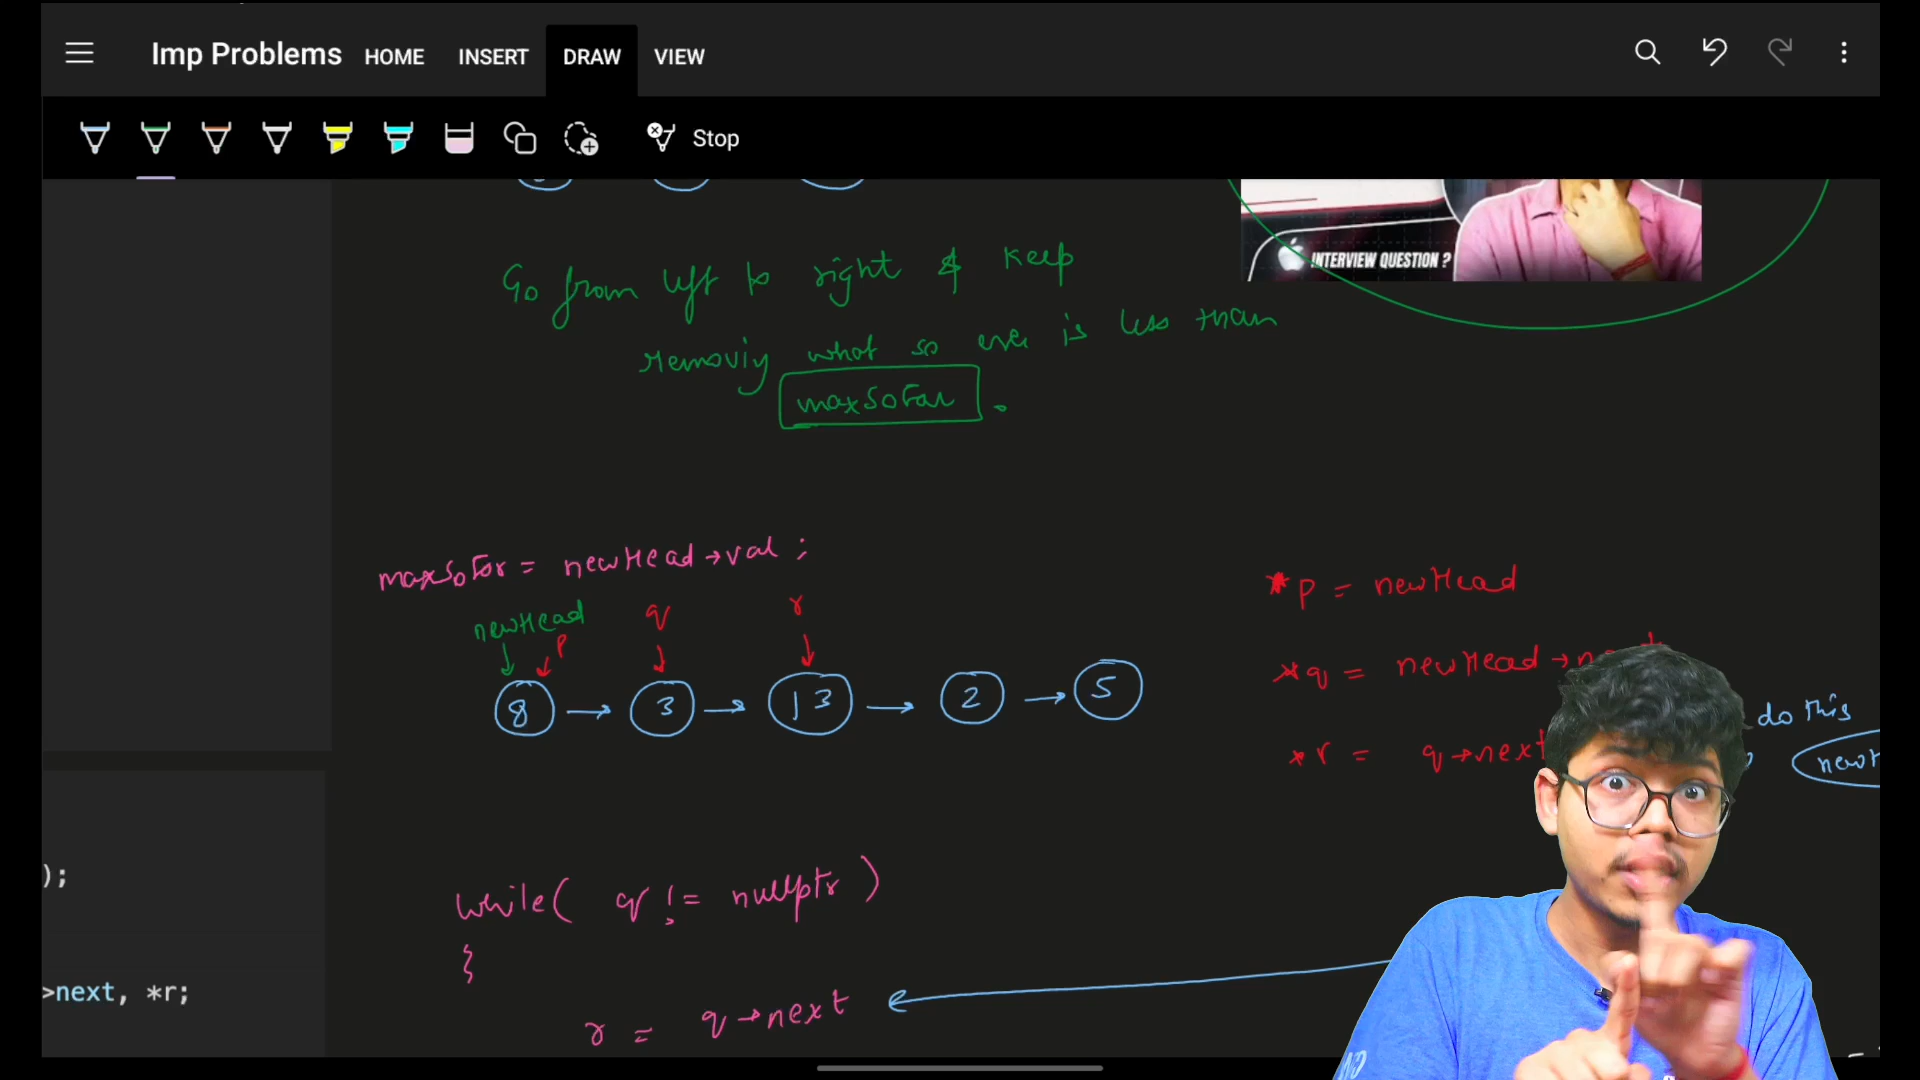 Imp Problems HOME INSERT DRAW VIEW
Stop
INTERVIEW QUESTION ?
Go from left to right & keep
removig what so ever is less than
maxSoFar .
maxSoFar = newHead→val ;
newHead q r
p
8 → 3 → 13 → 2 → 5
*p = newHead
*q = newHead →
*r = q→next
do this
newH
while( q != nullptr )
{
r = q→next
);
>next, *r;